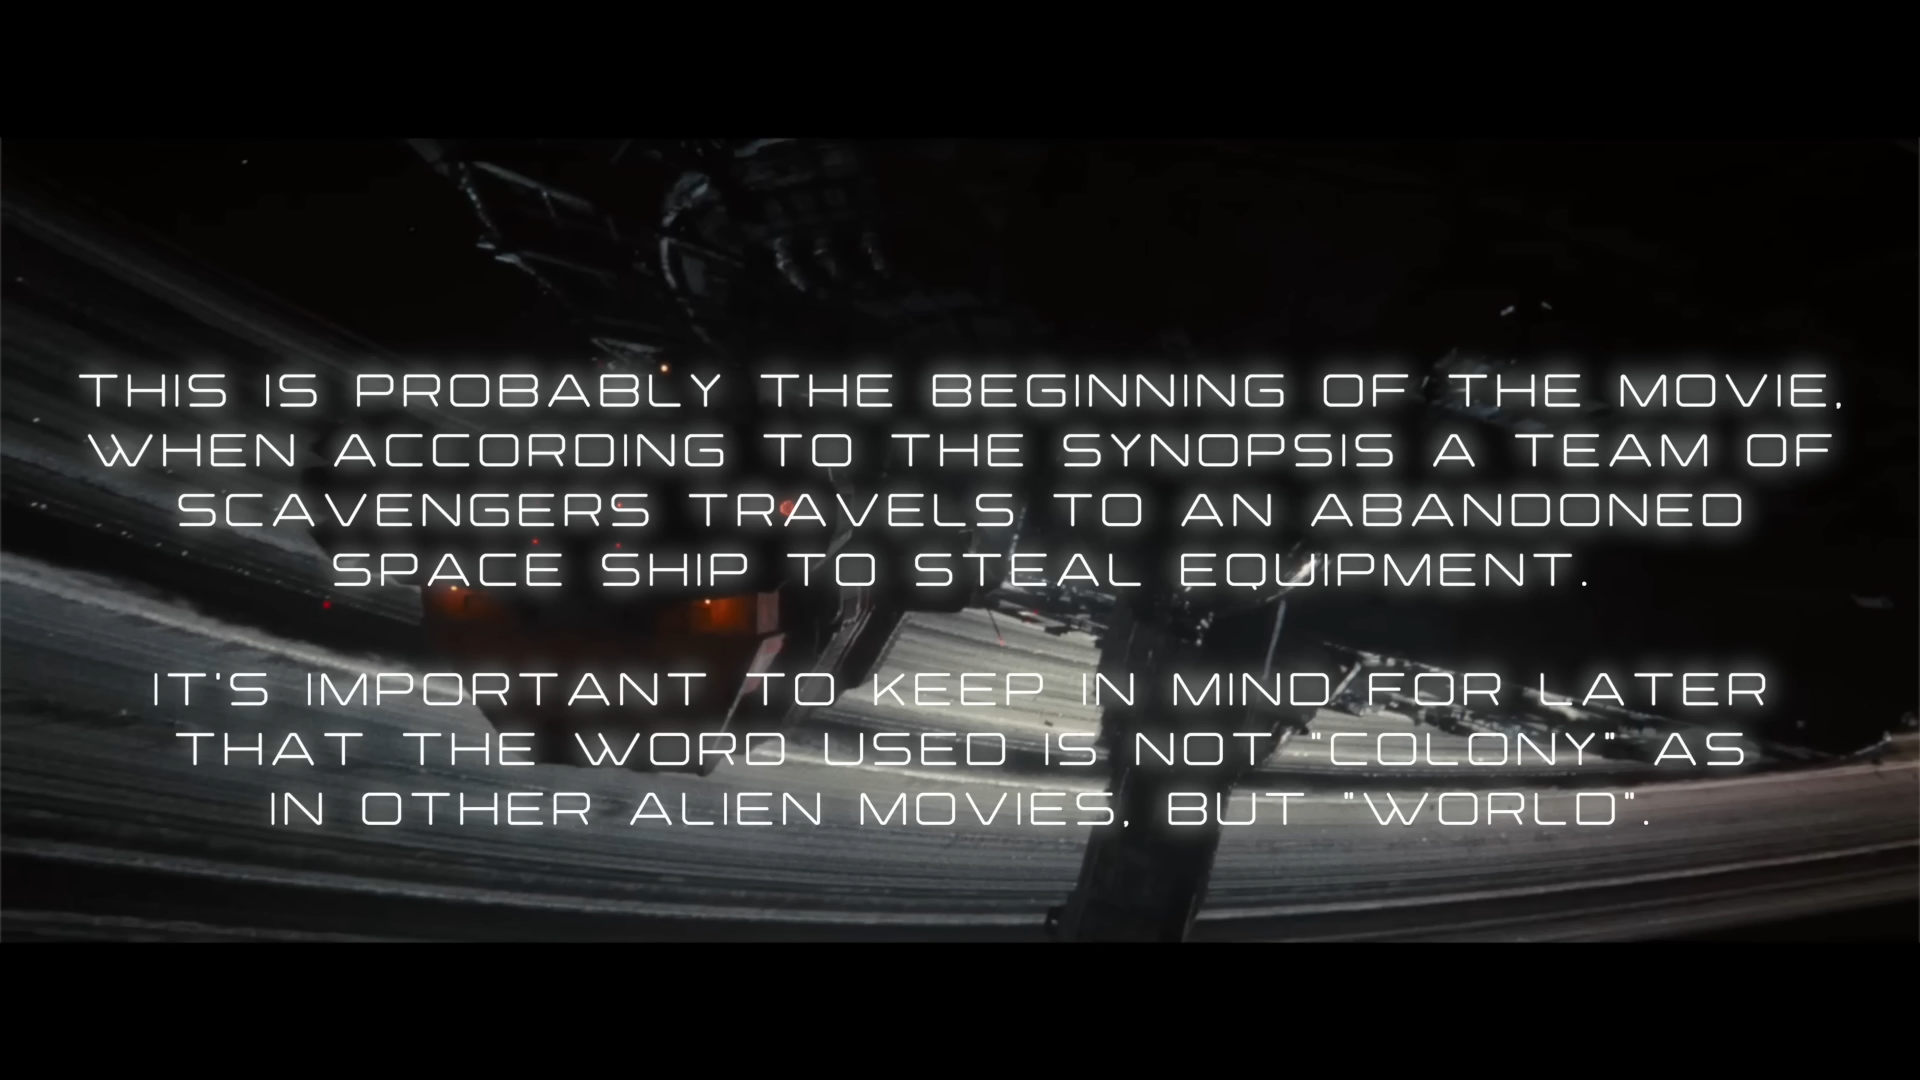 THIS IS PROBABLY THE BEGINNING OF THE MOVIE,
WHEN ACCORDING TO THE SYNOPSIS A TEAM OF
SCAVENGERS TRAVELS TO AN ABANDONED
SPACE SHIP TO STEAL EQUIPMENT.
IT'S IMPORTANT TO KEEP IN MIND FOR LATER
THAT THE WORD USED IS NOT "COLONY" AS
IN OTHER ALIEN MOVIES, BUT "WORLD".